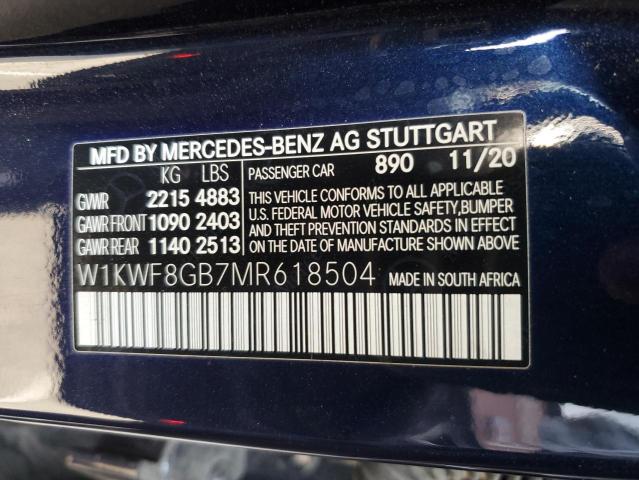 MFD BY MERCEDES-BENZ AG STUTTGART
KG LBS PASSENGER CAR 890 11/20
GVWR 2215 4883
GAWR FRONT 1090 2403
GAWR REAR 1140 2513
THIS VEHICLE CONFORMS TO ALL APPLICABLE
U.S. FEDERAL MOTOR VEHICLE SAFETY,BUMPER
AND THEFT PREVENTION STANDARDS IN EFFECT
ON THE DATE OF MANUFACTURE SHOWN ABOVE.
W1KWF8GB7MR618504 MADE IN SOUTH AFRICA